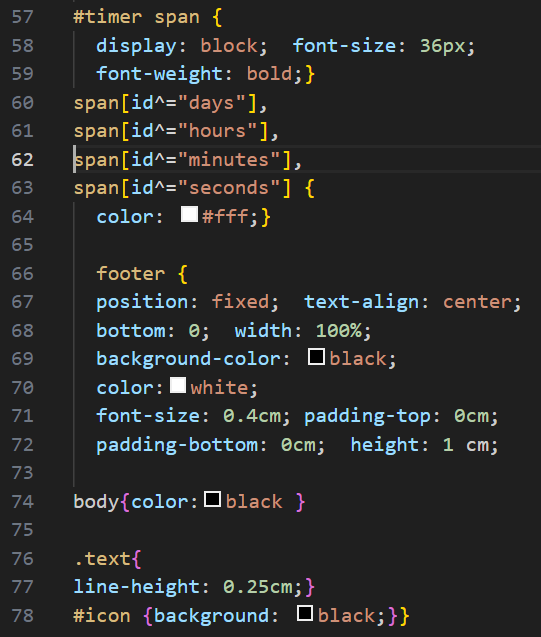 57 #timer span {
58 display: block;  font-size: 36px;
59 font-weight: bold;}
60 span[id^="days"],
61 span[id^="hours"],
62 span[id^="minutes"],
63 span[id^="seconds"] {
64 color: #fff;}
65
66 footer {
67 position: fixed;  text-align: center;
68 bottom: 0;  width: 100%;
69 background-color: black;
70 color:white;
71 font-size: 0.4cm; padding-top: 0cm;
72 padding-bottom: 0cm;  height: 1 cm;
73
74 body{color:black }
75
76 .text{
77 line-height: 0.25cm;}
78 #icon {background: black;}}